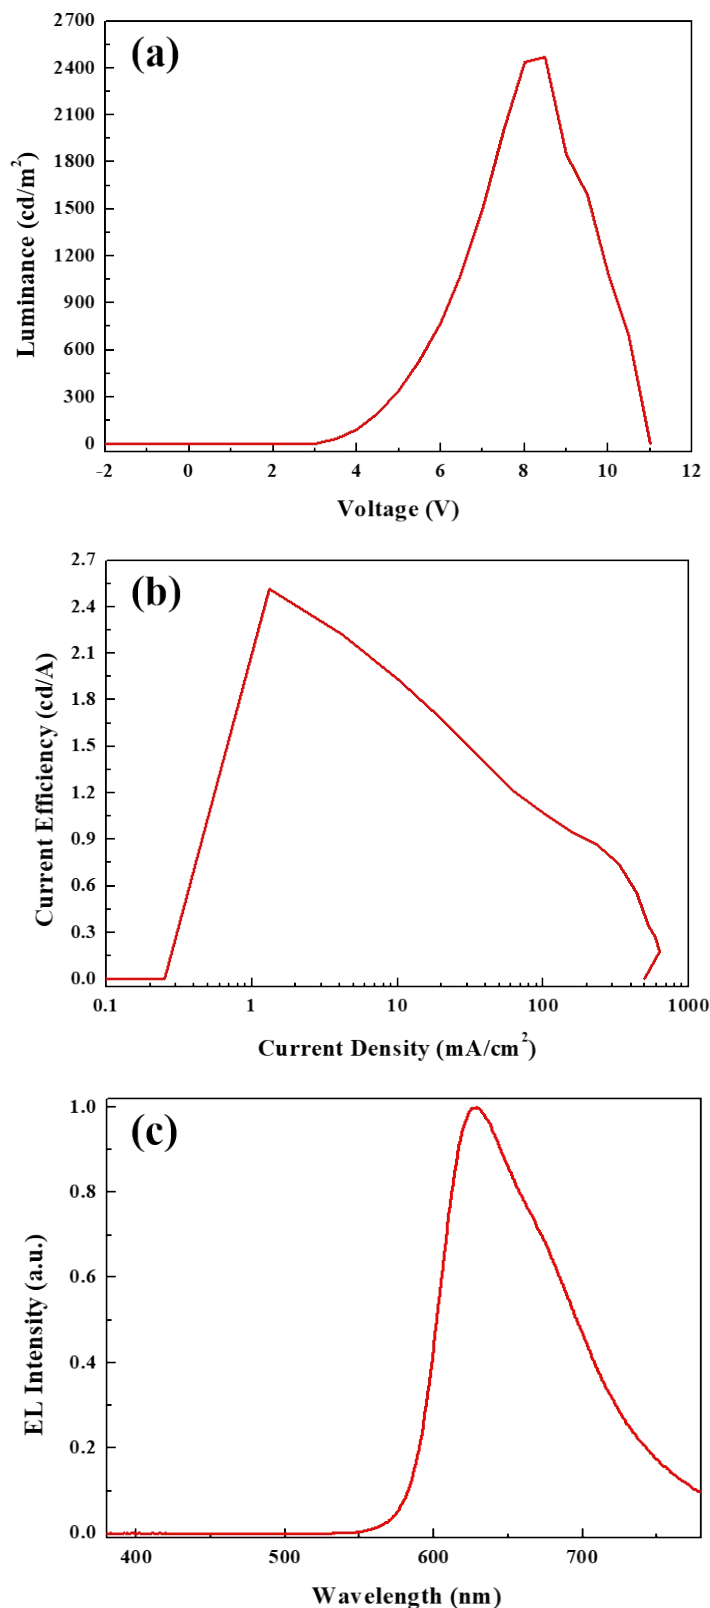 (a)
2700
2400
2100
1800
1500
1200
900
600
300
0
Luminance (cd/m²)
-2 0 2 4 6 8 10 12
Voltage (V)
(b)
2.7
2.4
2.1
1.8
1.5
1.2
0.9
0.6
0.3
0.0
Current Efficiency (cd/A)
0.1 1 10 100 1000
Current Density (mA/cm²)
(c)
1.0
0.8
0.6
0.4
0.2
0.0
EL Intensity (a.u.)
400 500 600 700
Wavelength (nm)